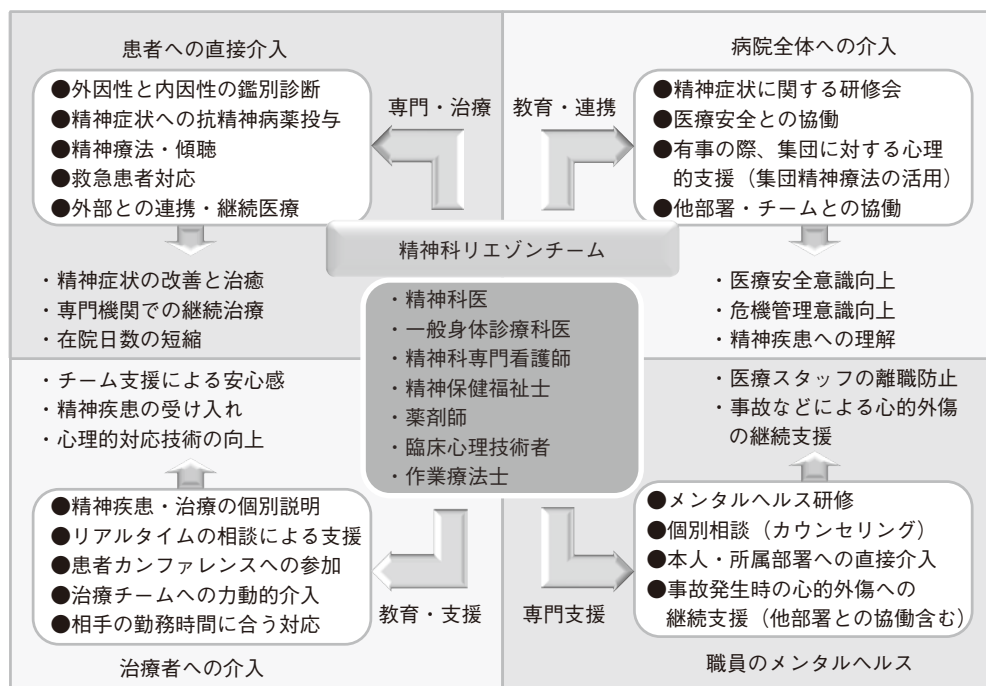 患者への直接介入
●外因性と内因性の鑑別診断
●精神症状への抗精神病薬投与
●精神療法・傾聴
●救急患者対応
●外部との連携・継続医療
専門・治療
・精神症状の改善と治癒
・専門機関での継続治療
・在院日数の短縮
病院全体への介入
教育・連携
●精神症状に関する研修会
●医療安全との協働
●有事の際、集団に対する心理
的支援（集団精神療法の活用）
●他部署・チームとの協働
・医療安全意識向上
・危機管理意識向上
・精神疾患への理解
精神科リエゾンチーム
・精神科医
・一般身体診療科医
・精神科専門看護師
・精神保健福祉士
・薬剤師
・臨床心理技術者
・作業療法士
・チーム支援による安心感
・精神疾患の受け入れ
・心理的対応技術の向上
●精神疾患・治療の個別説明
●リアルタイムの相談による支援
●患者カンファレンスへの参加
●治療チームへの力動的介入
●相手の勤務時間に合う対応
教育・支援
治療者への介入
・医療スタッフの離職防止
・事故などによる心的外傷
の継続支援
●メンタルヘルス研修
●個別相談（カウンセリング）
●本人・所属部署への直接介入
●事故発生時の心的外傷への
継続支援（他部署との協働含む）
専門支援
職員のメンタルヘルス